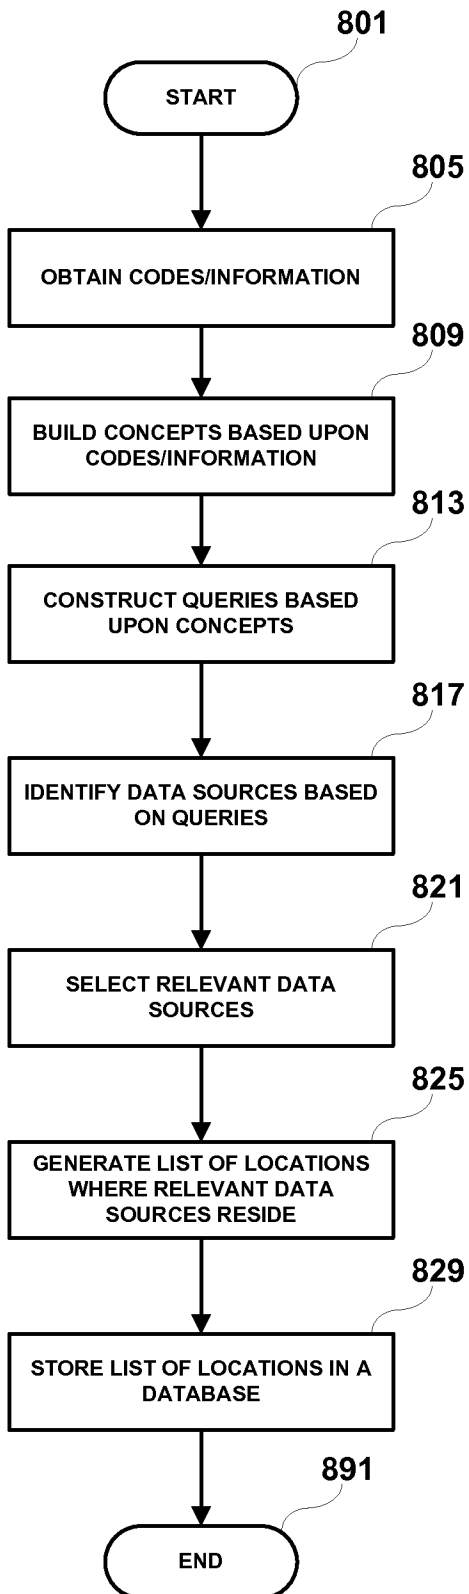 801
START
805
OBTAIN CODES/INFORMATION
809
BUILD CONCEPTS BASED UPON
CODES/INFORMATION
813
CONSTRUCT QUERIES BASED
UPON CONCEPTS
817
IDENTIFY DATA SOURCES BASED
ON QUERIES
821
SELECT RELEVANT DATA
SOURCES
825
GENERATE LIST OF LOCATIONS
WHERE RELEVANT DATA
SOURCES RESIDE
829
STORE LIST OF LOCATIONS IN A
DATABASE
891
END